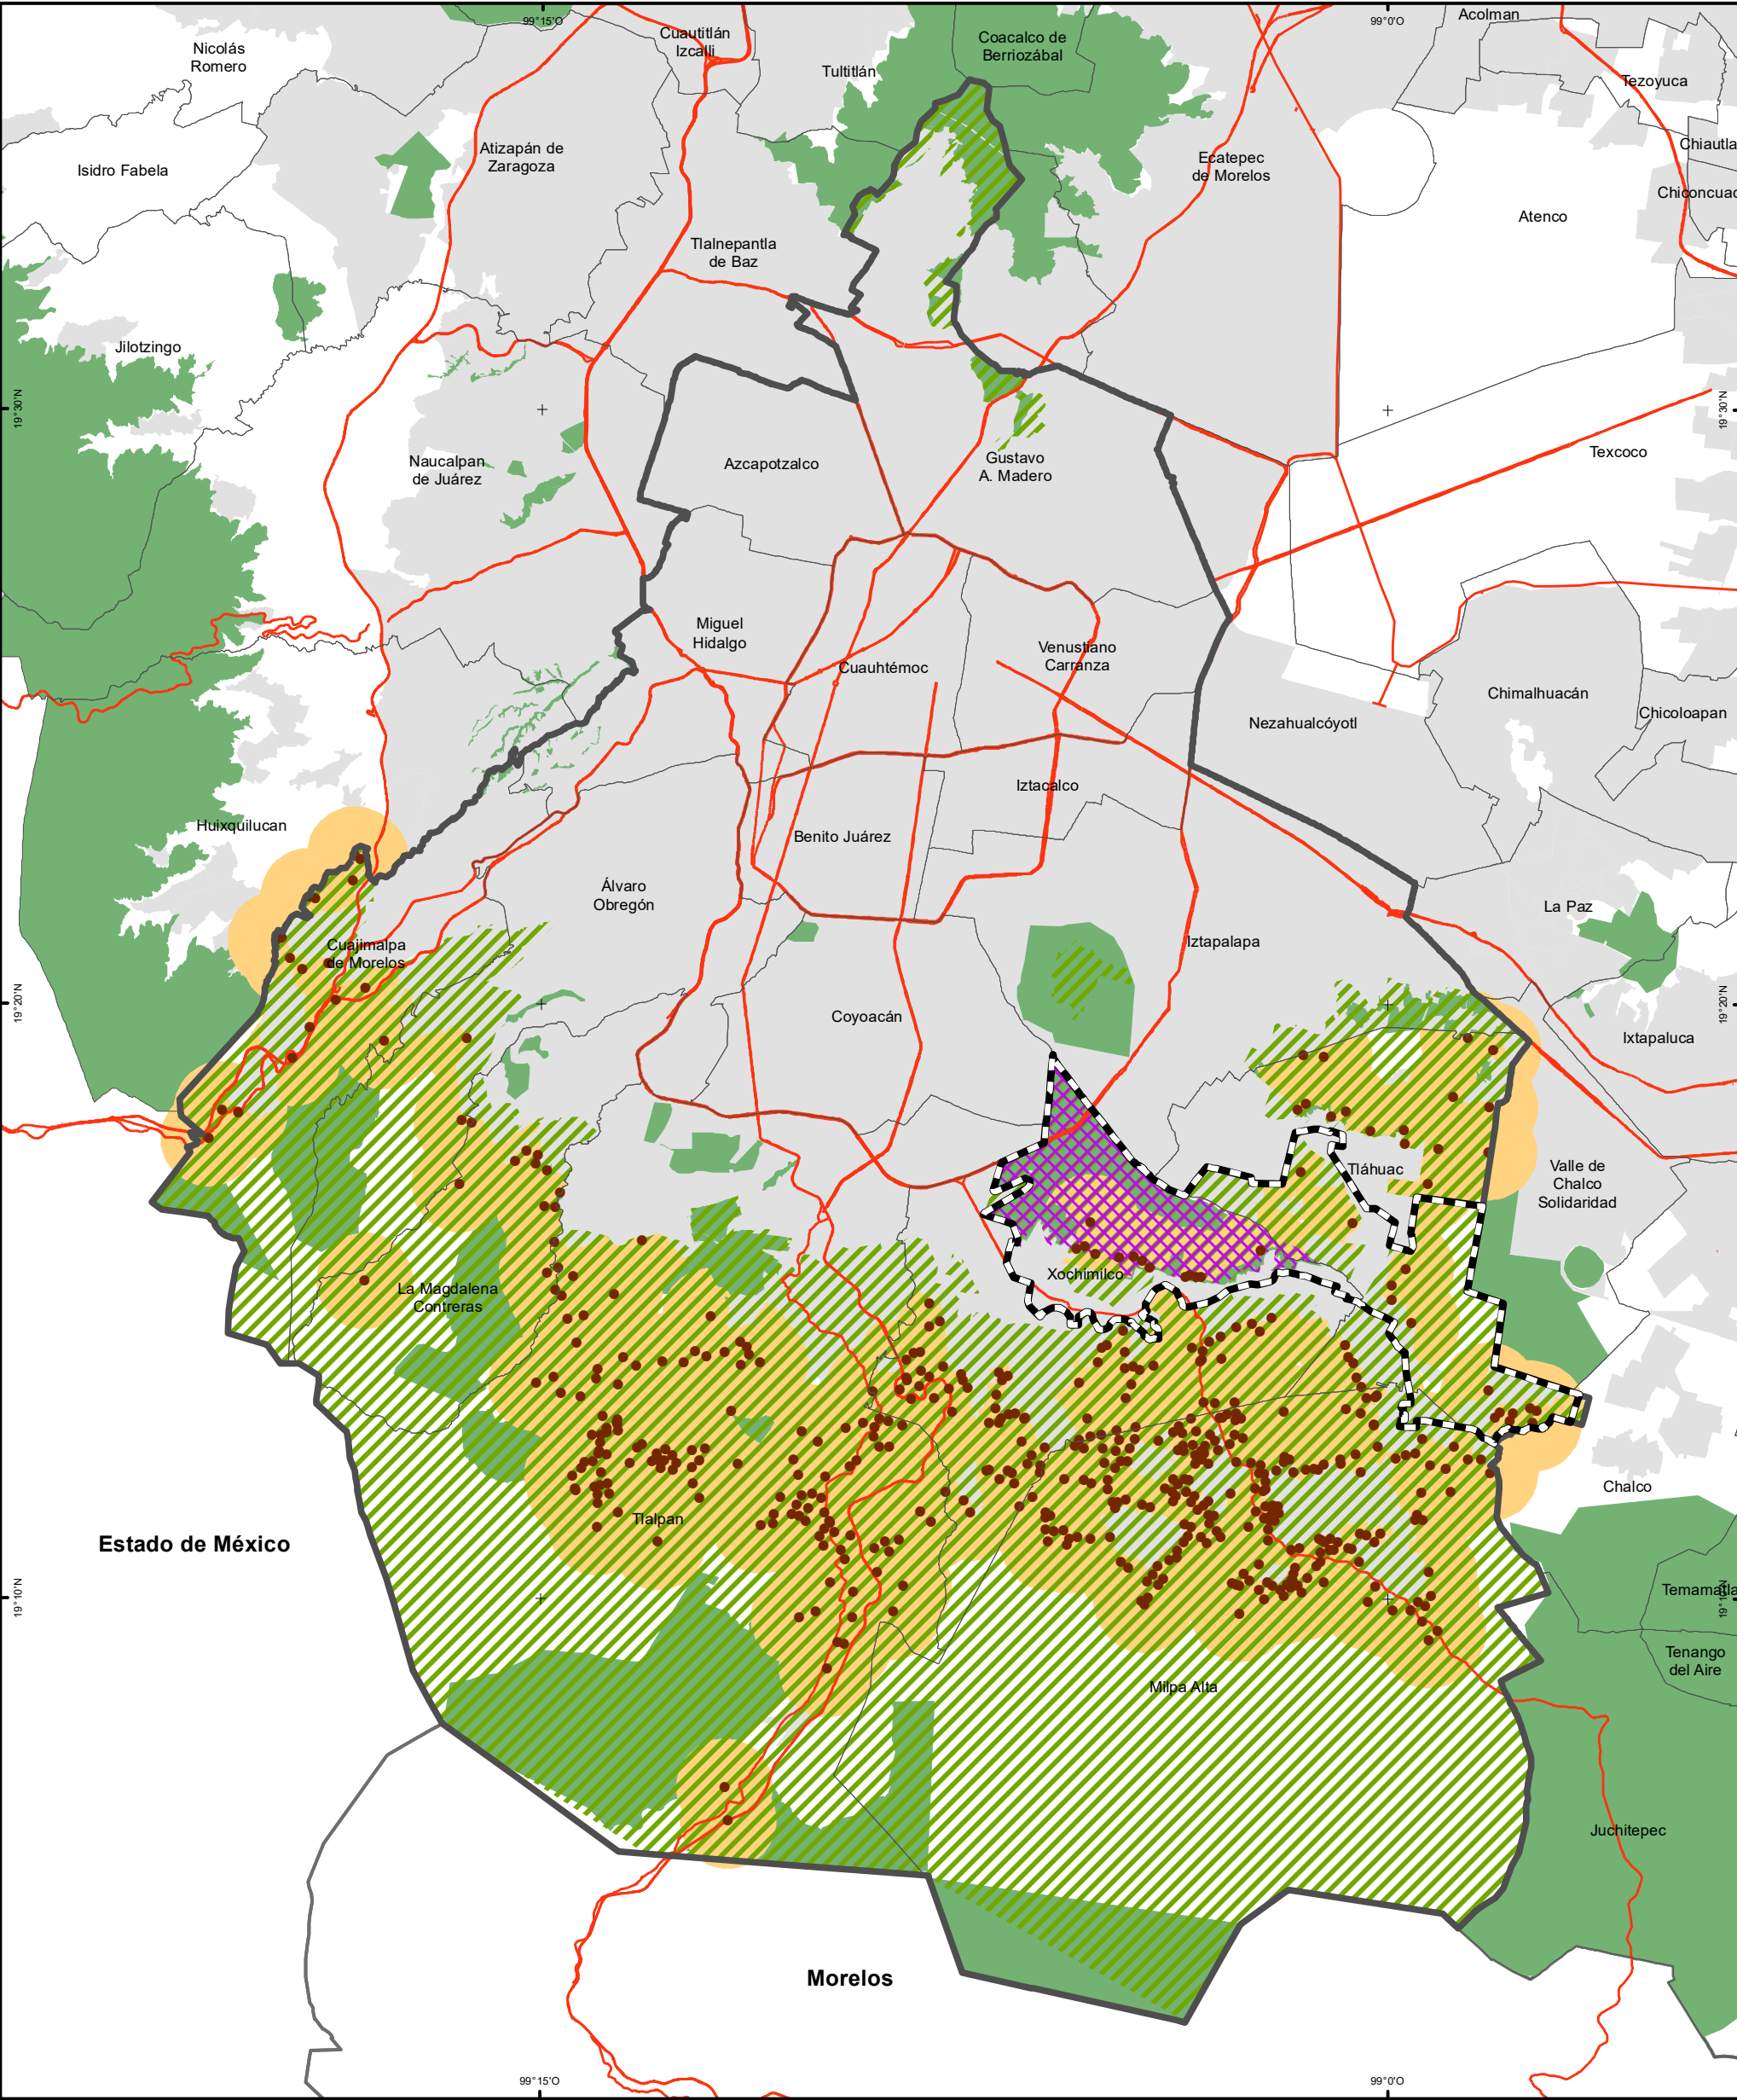 99°15'O
99°0'O
Acolman
Nicolás
Romero
Cuautitlán
Izcalli
Coacalco de
Berriozábal
Tultitlán
Tezoyuca
Atizapán de
Zaragoza
Chiautla
Isidro Fabela
Ecatepec
de Morelos
Chiconcuac
Atenco
Tlalnepantla
de Baz
Jilotzingo
19°30'N
19°30'N
Naucalpan
de Juárez
Azcapotzalco
Gustavo
A. Madero
Texcoco
Miguel
Hidalgo
Cuauhtémoc
Venustiano
Carranza
Chimalhuacán
Chicoloapan
Nezahualcóyotl
Iztacalco
Huixquilucan
Benito Juárez
Álvaro
Obregón
La Paz
Cuajimalpa
de Morelos
Iztapalapa
19°20'N
19°20'N
Coyoacán
Ixtapaluca
Tláhuac
Valle de
Chalco
Solidaridad
Xochimilco
La Magdalena
Contreras
Chalco
Tlalpan
Estado de México
19°10'N
19°10'N
Temamatla
Tenango
del Aire
Milpa Alta
Juchitepec
Morelos
99°15'O
99°0'O